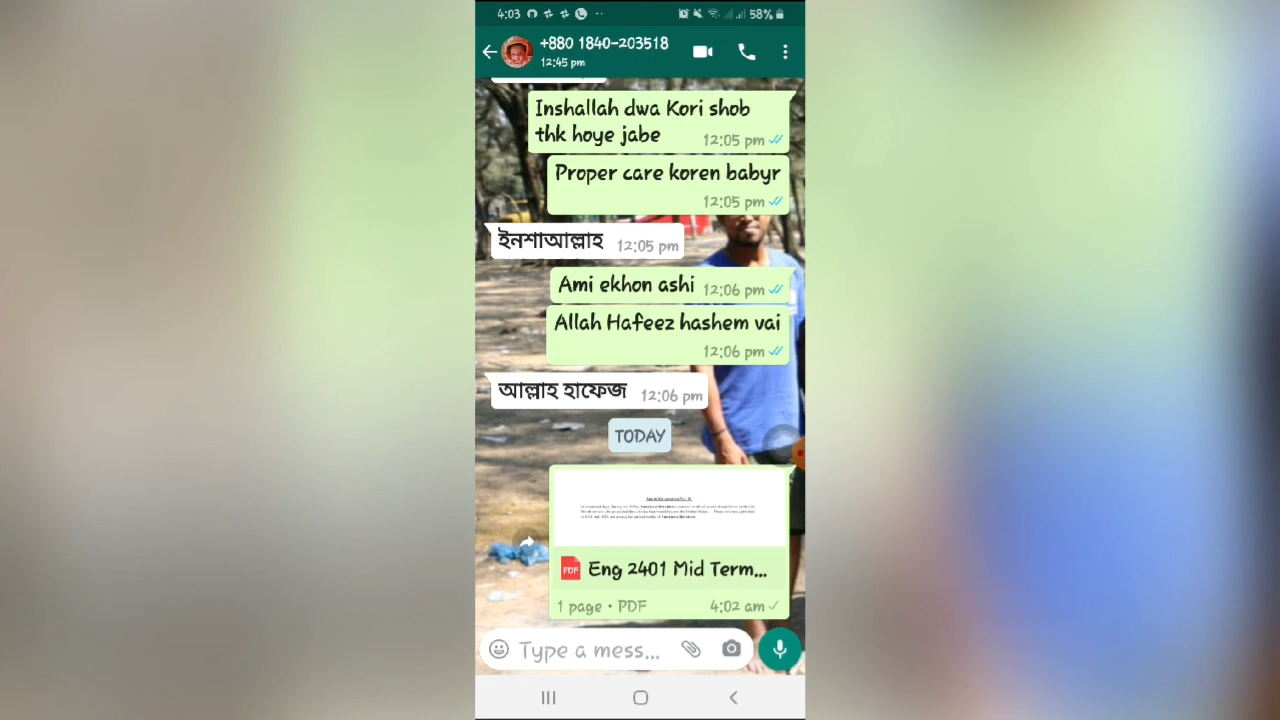 4:03
58%
+880 1840-203518
12:45 pm
Inshallah dwa Kori shob
thk hoye jabe 12:05 pm
Proper care koren babyr
12:05 pm
ইনশাআল্লাহ 12:05 pm
Ami ekhon ashi 12:06 pm
Allah Hafeez hashem vai
12:06 pm
আল্লাহ হাফেজ 12:06 pm
TODAY
PDF Eng 2401 Mid Term...
1 page • PDF 4:02 am
Type a mess...